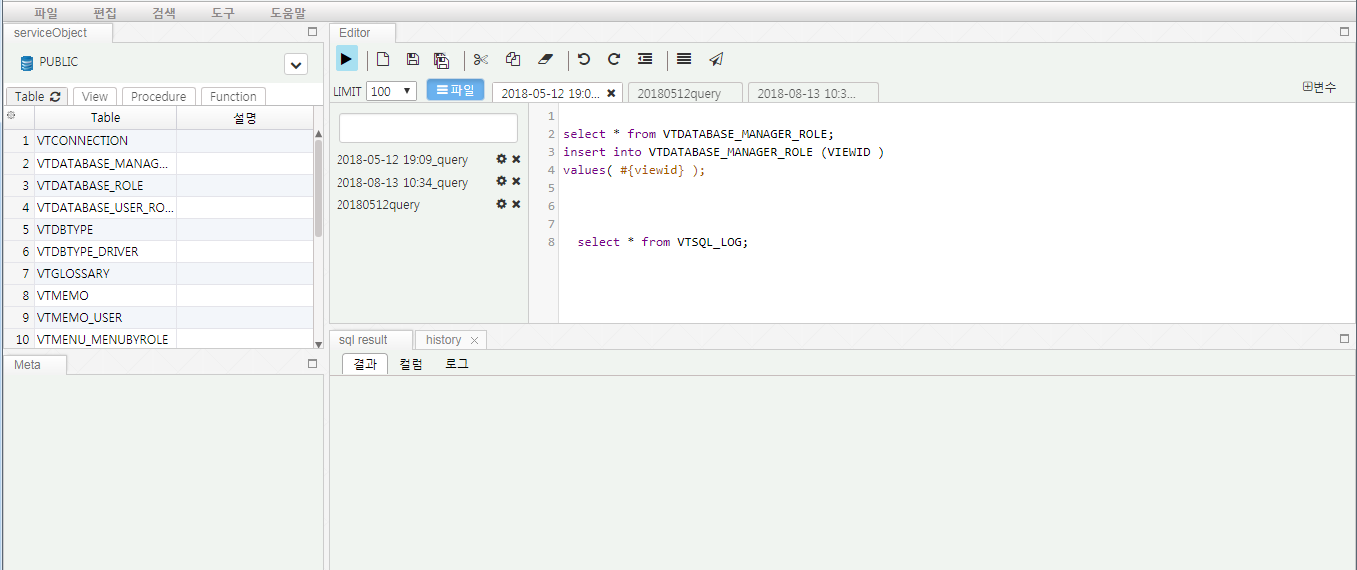 파일 편집 검색 도구 도움말
serviceObject
PUBLIC
Table View Procedure Function
Table 설명
1 VTCONNECTION
2 VTDATABASE_MANAG...
3 VTDATABASE_ROLE
4 VTDATABASE_USER_RO...
5 VTDBTYPE
6 VTDBTYPE_DRIVER
7 VTGLOSSARY
8 VTMEMO
9 VTMEMO_USER
10 VTMENU_MENUBYROLE
Meta
Editor
LIMIT 100 파일 2018-05-12 19:0... 20180512query 2018-08-13 10:3... 변수
2018-05-12 19:09_query
2018-08-13 10:34_query
20180512query
1
2 select * from VTDATABASE_MANAGER_ROLE;
3 insert into VTDATABASE_MANAGER_ROLE (VIEWID )
4 values( #{viewid} );
5
6
7
8 select * from VTSQL_LOG;
sql result history
결과 컬럼 로그